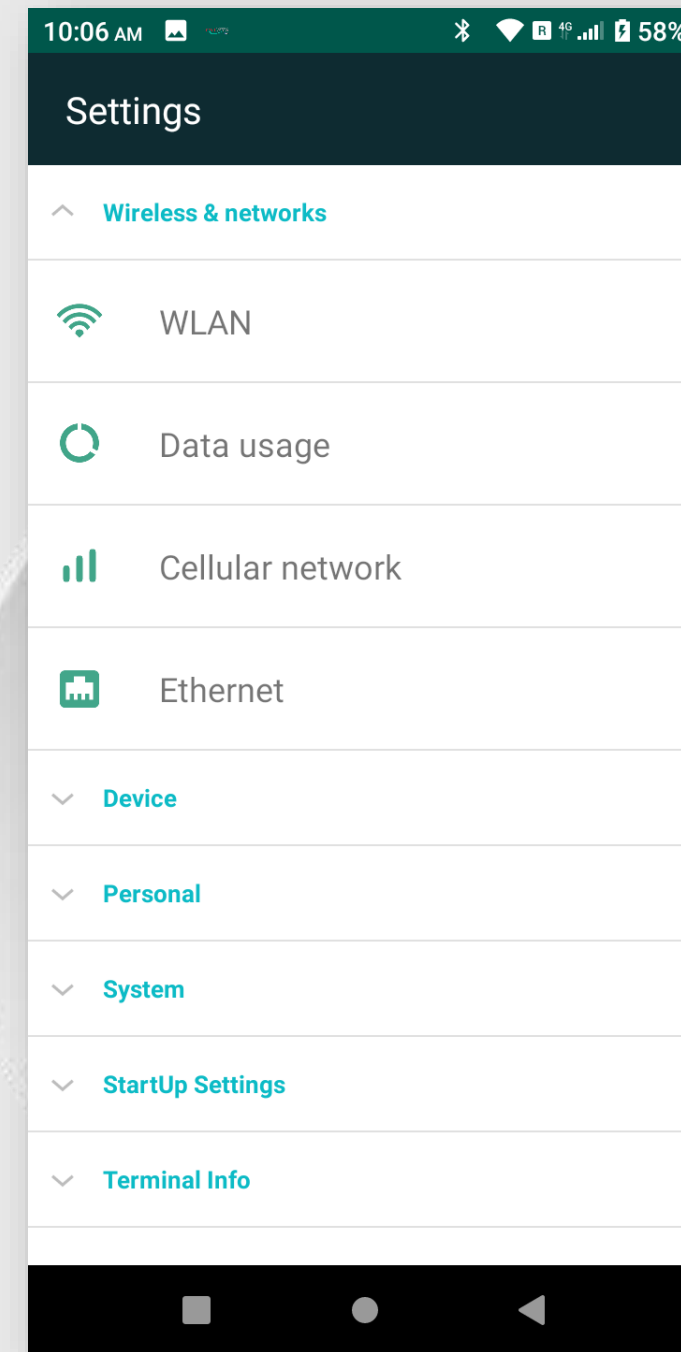 10:06 AM R 4G 58%
Settings
Wireless & networks
WLAN
Data usage
Cellular network
Ethernet
Device
Personal
System
StartUp Settings
Terminal Info